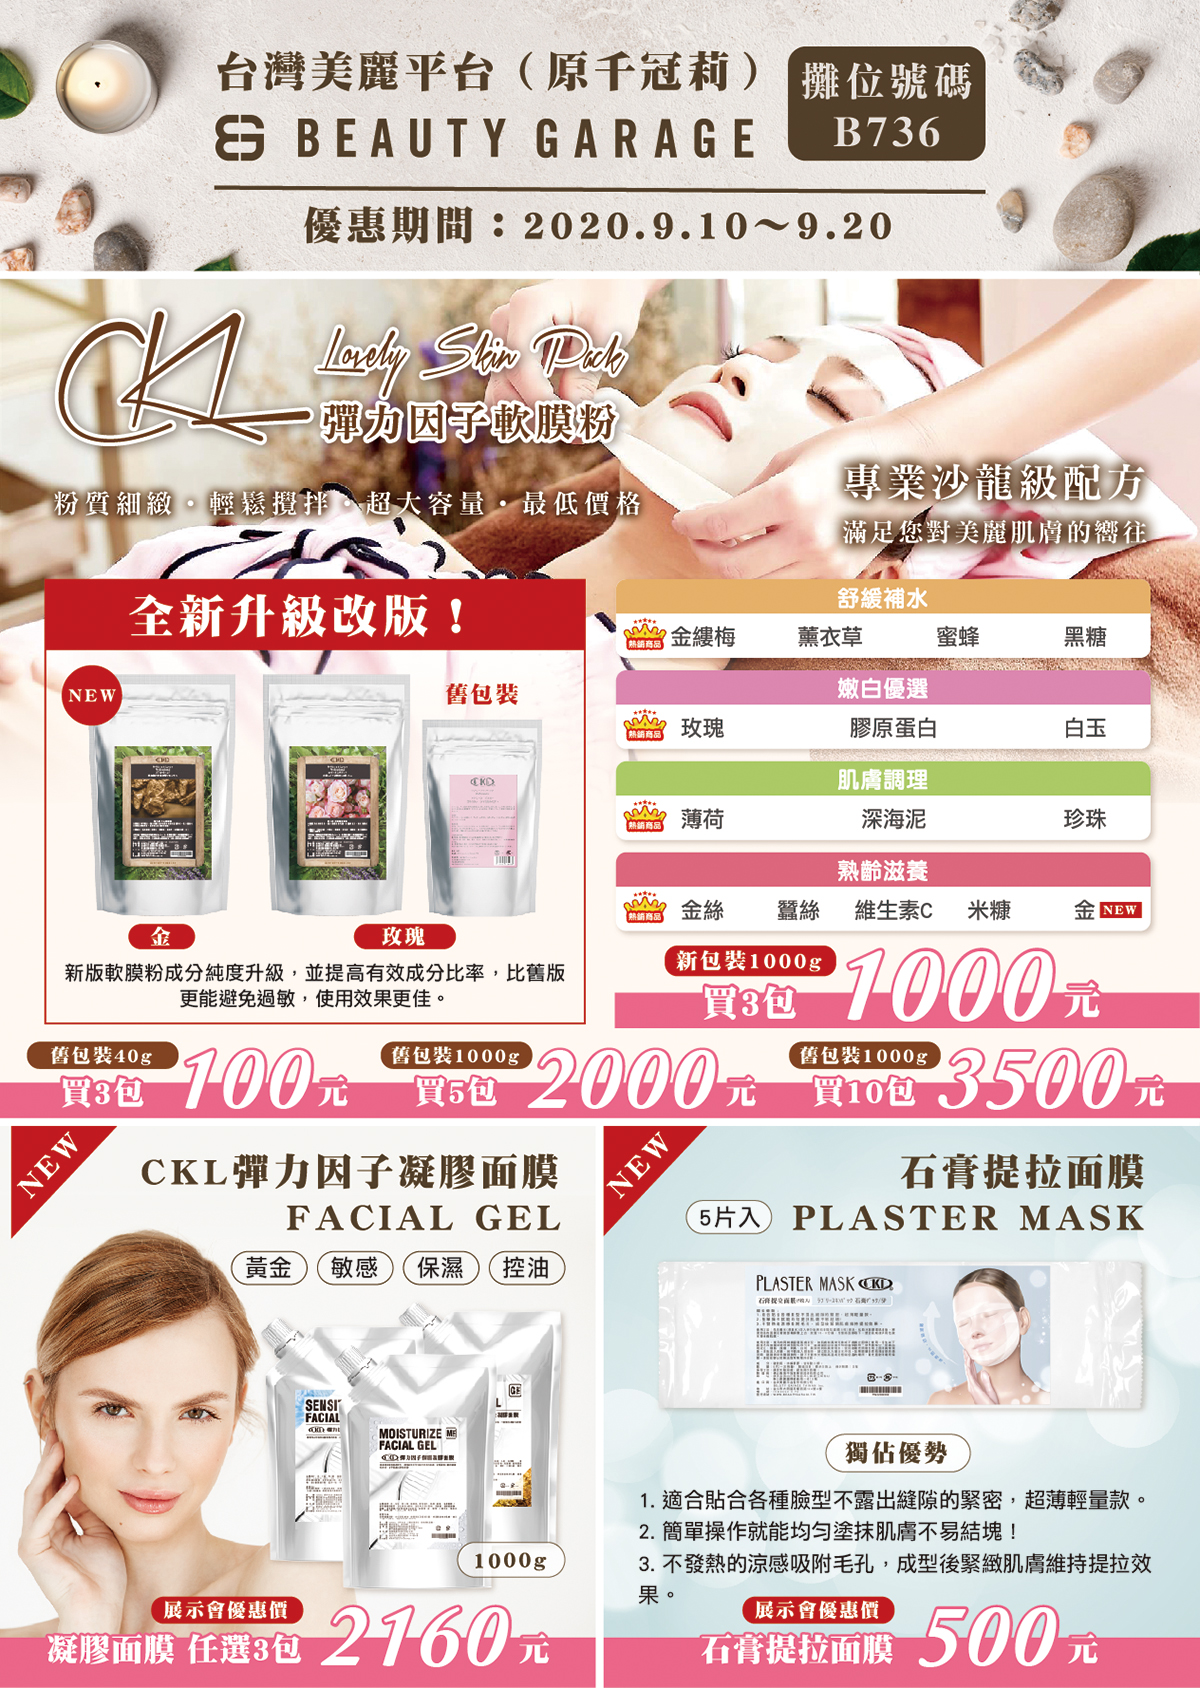 台灣美麗平台（原千冠莉）
BEAUTY GARAGE
攤位號碼
B736
優惠期間：2020.9.10～9.20
CKL
Lovely Skin Pack
彈力因子軟膜粉
粉質細緻・輕鬆攪拌・超大容量・最低價格
專業沙龍級配方
滿足您對美麗肌膚的嚮往
全新升級改版！
NEW
舊包裝
CKL
CKL
CKL
金
玫瑰
新版軟膜粉成分純度升級，並提高有效成分比率，比舊版
更能避免過敏，使用效果更佳。
舒緩補水
熱銷商品 金縷梅 薰衣草 蜜蜂 黑糖
嫩白優選
熱銷商品 玫瑰 膠原蛋白 白玉
肌膚調理
熱銷商品 薄荷 深海泥 珍珠
熟齡滋養
熱銷商品 金絲 蠶絲 維生素C 米糠 金 NEW
新包裝1000g
買3包 1000元
舊包裝40g
買3包 100元
舊包裝1000g
買5包 2000元
舊包裝1000g
買10包 3500元
NEW
CKL彈力因子凝膠面膜
FACIAL GEL
黃金 敏感 保濕 控油
SENSI
FACIAL
GE
MOISTURIZE ME
FACIAL GEL
CKL 彈力因子保濕凝膠面膜
1000g
展示會優惠價
凝膠面膜 任選3包 2160元
NEW
石膏提拉面膜
5片入 PLASTER MASK
PLASTER MASK CKL
獨佔優勢
1. 適合貼合各種臉型不露出縫隙的緊密，超薄輕量款。
2. 簡單操作就能均勻塗抹肌膚不易結塊！
3. 不發熱的涼感吸附毛孔，成型後緊緻肌膚維持提拉效
果。
展示會優惠價
石膏提拉面膜 500元